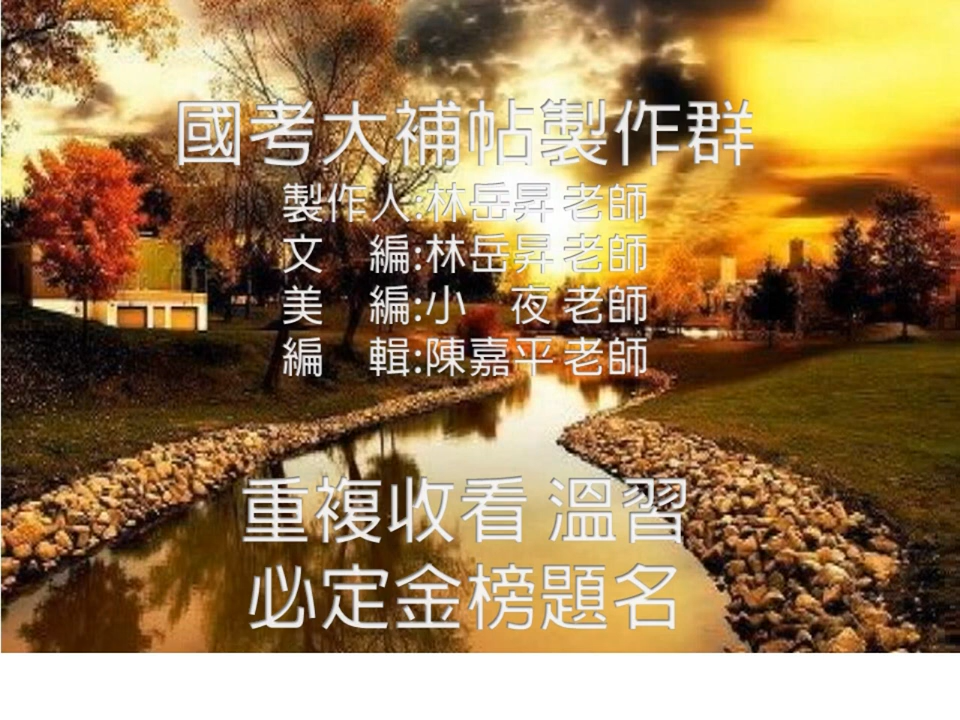 國考大補帖製作群
製作人:林岳昇 老師
文　編:林岳昇 老師
美　編:小　夜 老師
編　輯:陳嘉平 老師
重複收看 溫習
必定金榜題名